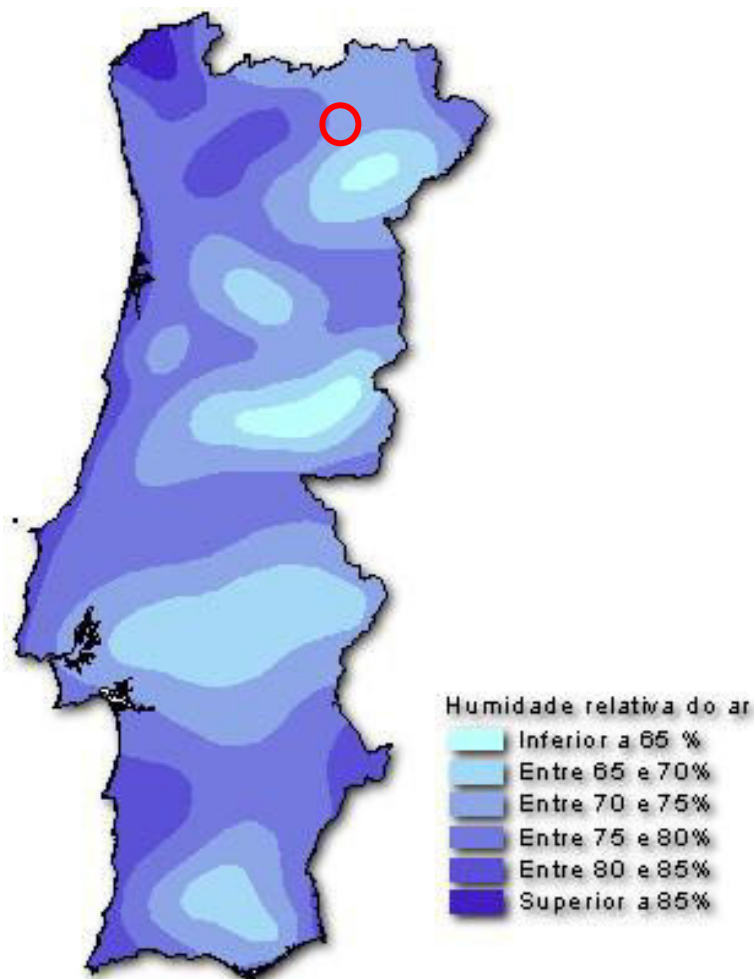 Humidade relativa do ar
Inferior a 65 %
Entre 65 e 70%
Entre 70 e 75%
Entre 75 e 80%
Entre 80 e 85%
Superior a 85%